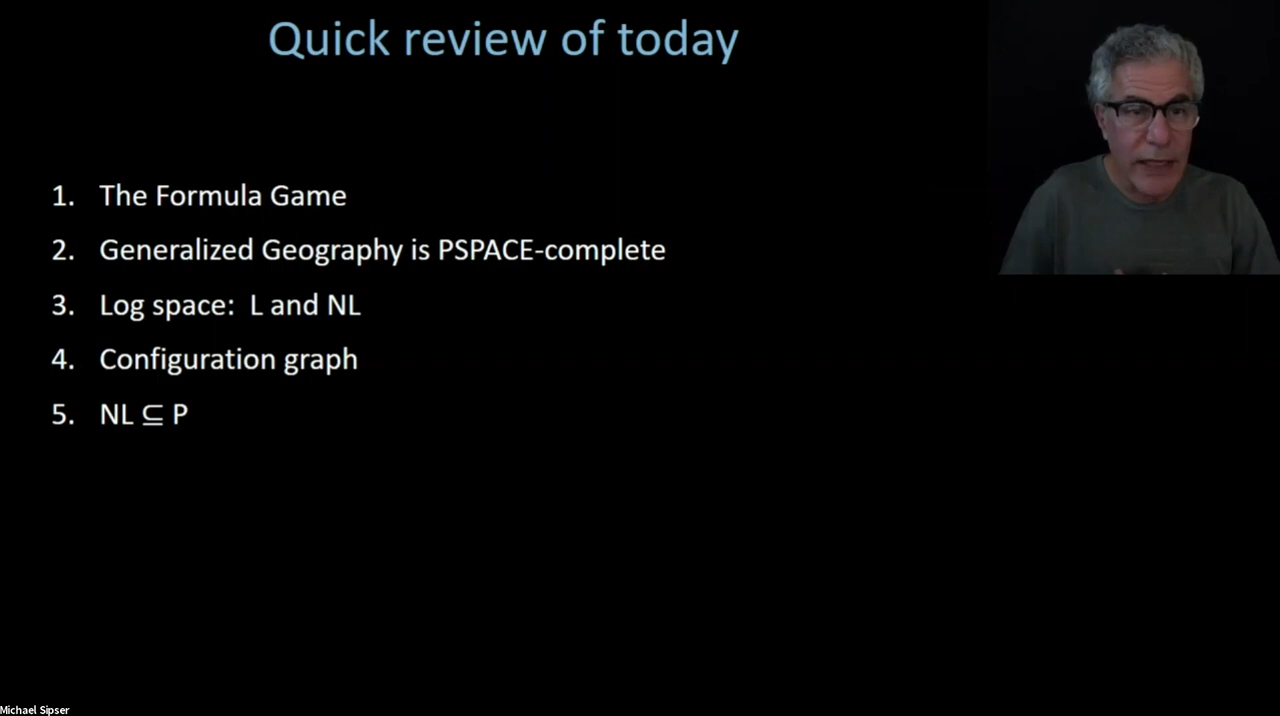 Quick review of today
1. The Formula Game
2. Generalized Geography is PSPACE-complete
3. Log space: L and NL
4. Configuration graph
5. NL ⊆ P
Michael Sipser